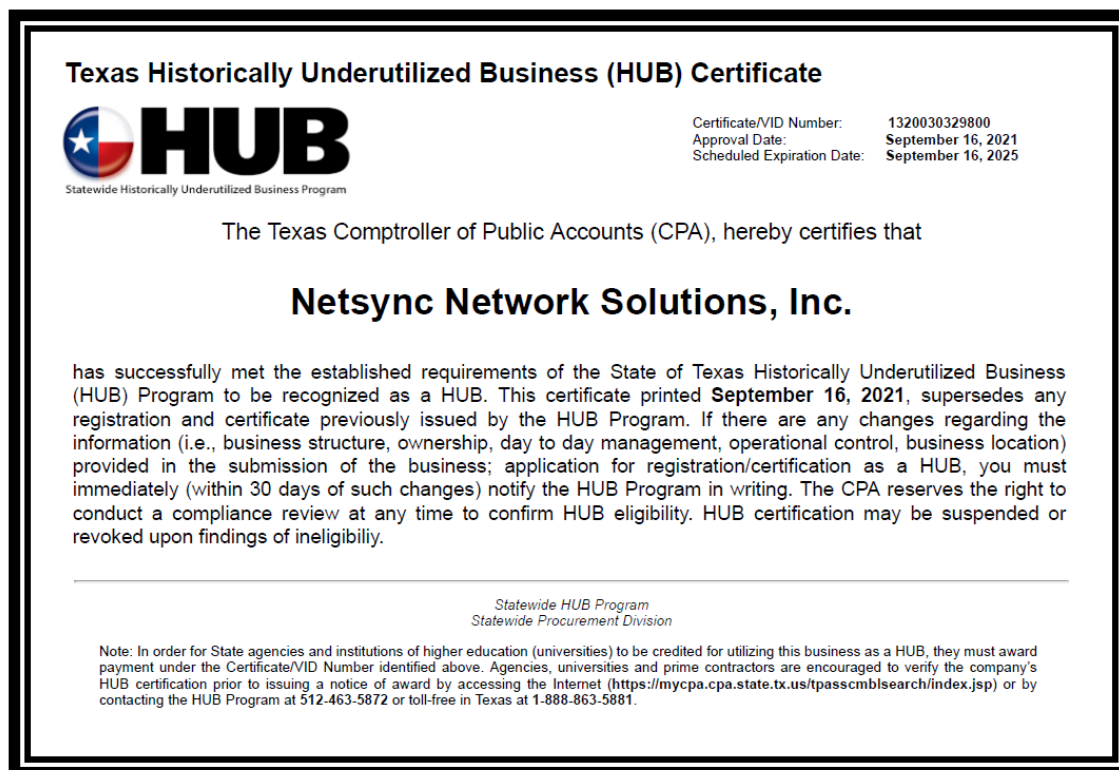 Texas Historically Underutilized Business (HUB) Certificate
HUB
Statewide Historically Underutilized Business Program
Certificate/VID Number: 1320030329800
Approval Date: September 16, 2021
Scheduled Expiration Date: September 16, 2025
The Texas Comptroller of Public Accounts (CPA), hereby certifies that
Netsync Network Solutions, Inc.
has successfully met the established requirements of the State of Texas Historically Underutilized Business
(HUB) Program to be recognized as a HUB. This certificate printed September 16, 2021, supersedes any
registration and certificate previously issued by the HUB Program. If there are any changes regarding the
information (i.e., business structure, ownership, day to day management, operational control, business location)
provided in the submission of the business; application for registration/certification as a HUB, you must
immediately (within 30 days of such changes) notify the HUB Program in writing. The CPA reserves the right to
conduct a compliance review at any time to confirm HUB eligibility. HUB certification may be suspended or
revoked upon findings of ineligibiliy.
Statewide HUB Program
Statewide Procurement Division
Note: In order for State agencies and institutions of higher education (universities) to be credited for utilizing this business as a HUB, they must award
payment under the Certificate/VID Number identified above. Agencies, universities and prime contractors are encouraged to verify the company's
HUB certification prior to issuing a notice of award by accessing the Internet (https://mycpa.cpa.state.tx.us/tpasscmblsearch/index.jsp) or by
contacting the HUB Program at 512-463-5872 or toll-free in Texas at 1-888-863-5881.